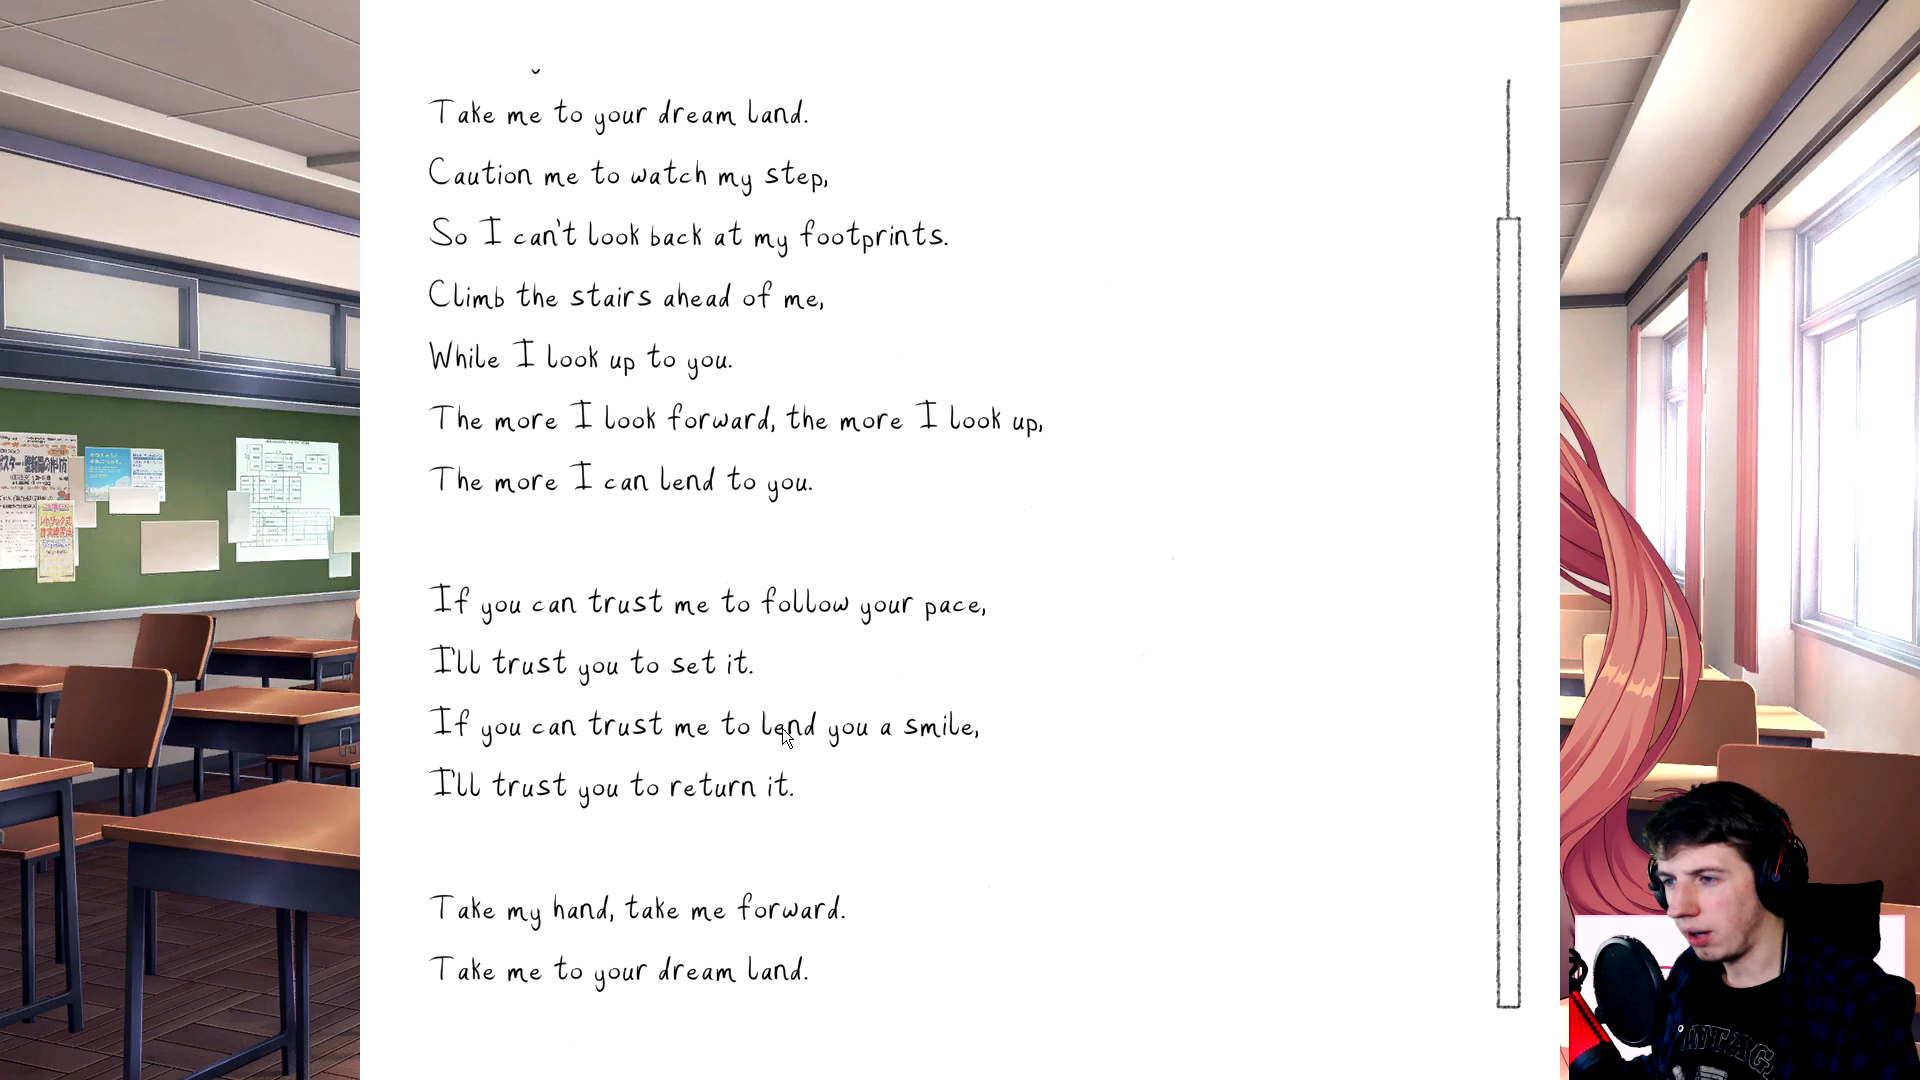 Take me to your dream land.
Caution me to watch my step,
So I can't look back at my footprints.
Climb the stairs ahead of me,
While I look up to you.
The more I look forward, the more I look up,
The more I can lend to you.
If you can trust me to follow your pace,
I'll trust you to set it.
If you can trust me to lend you a smile,
I'll trust you to return it.
Take my hand, take me forward.
Take me to your dream land.